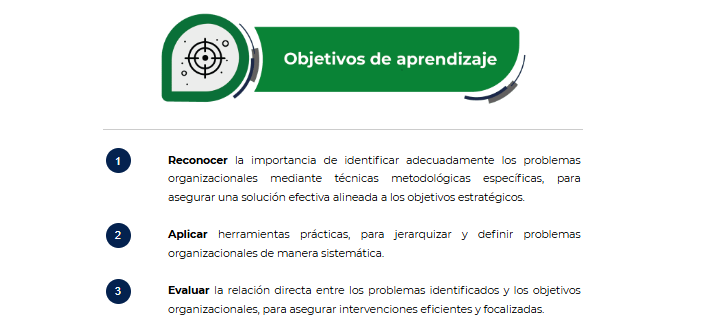 Objetivos de aprendizaje
1
Reconocer la importancia de identificar adecuadamente los problemas
organizacionales mediante técnicas metodológicas específicas, para
asegurar una solución efectiva alineada a los objetivos estratégicos.
2
Aplicar herramientas prácticas, para jerarquizar y definir problemas
organizacionales de manera sistemática.
3
Evaluar la relación directa entre los problemas identificados y los objetivos
organizacionales, para asegurar intervenciones eficientes y focalizadas.